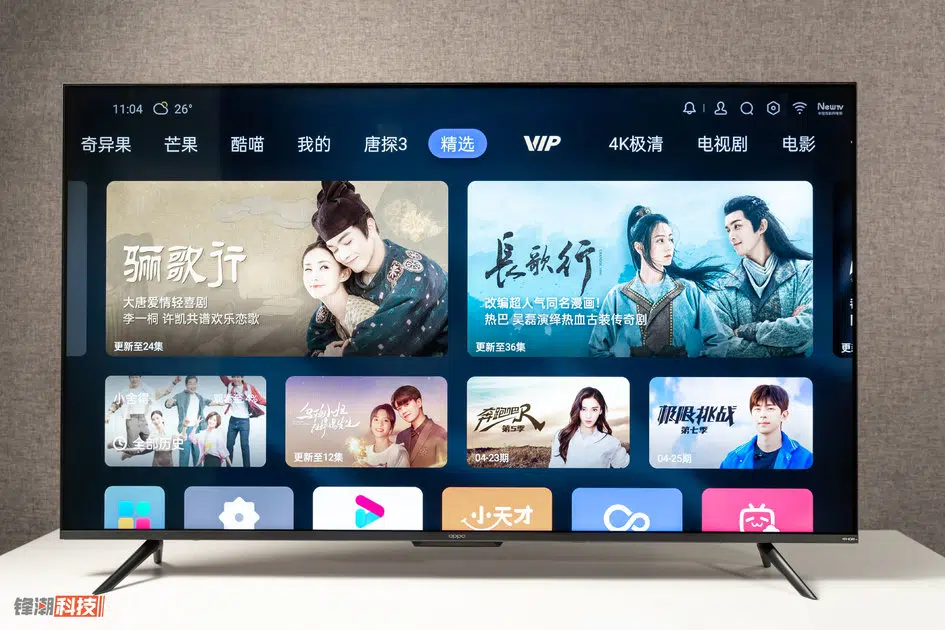 11:04 26°
Newtv
奇异果 芒果 酷喵 我的 唐探3 精选 VIP 4K极清 电视剧 电影
骊歌行
大唐爱情轻喜剧
李一桐 许凯共谱欢乐恋歌
更新至24集
長歌行
改编超人气同名漫画!
热巴 吴磊演绎热血古装传奇剧
更新至36集
更
小舍得
全部历史
更新至12集
奔跑吧
第5季
04-23期
极限挑战
第七季
04-25期
小天才
oppo
锋潮科技